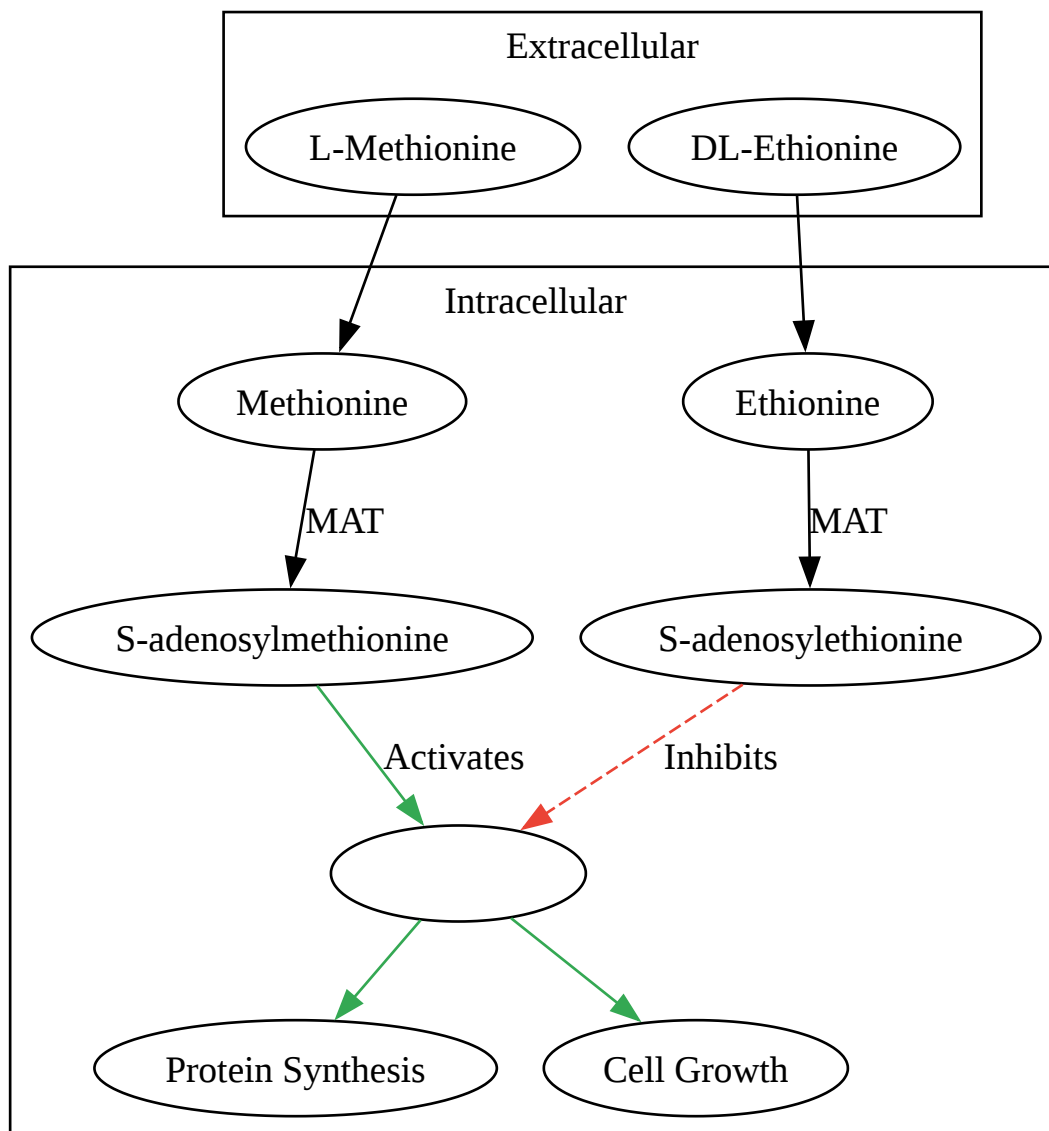 Extracellular
L-Methionine
DL-Ethionine
Intracellular
Methionine
Ethionine
MAT
MAT
S-adenosylmethionine
S-adenosylethionine
Activates
Inhibits
Protein Synthesis
Cell Growth